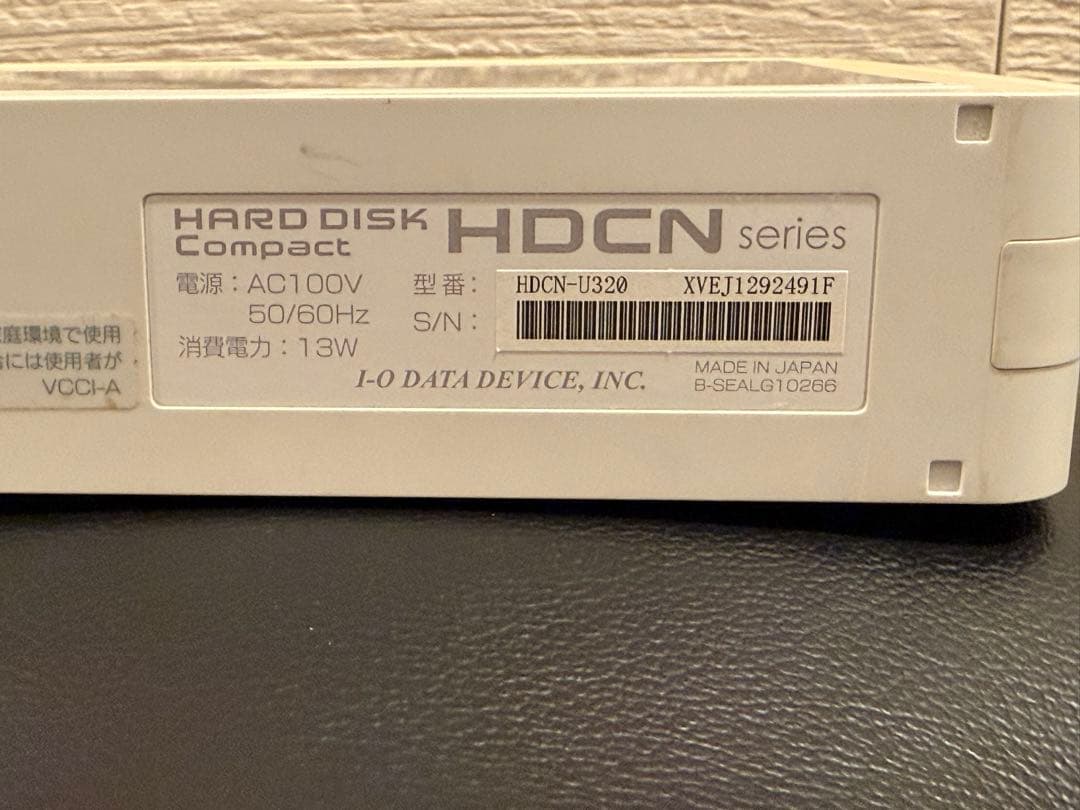 HARD DISK
Compact
HDCN series
電源：AC100V
50/60Hz
消費電力：13W
型番：
HDCN-U320 XVEJ1292491F
S/N：
I-O DATA DEVICE, INC.
MADE IN JAPAN
B-SEALG10266
庭環境で使用
には使用者が
VCCI-A